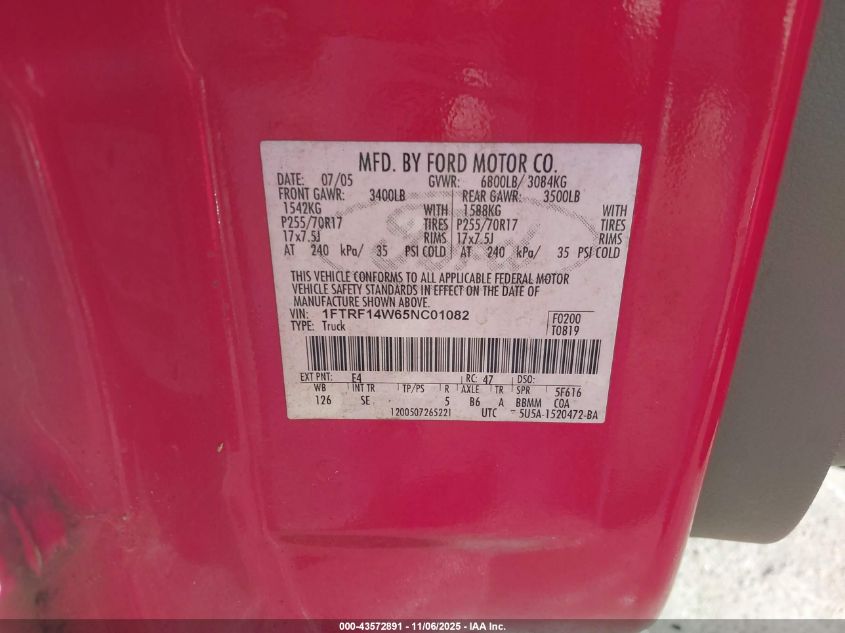 MFD. BY FORD MOTOR CO.
DATE: 07/05 GVWR: 6800LB/ 3084KG
FRONT GAWR: 3400LB REAR GAWR: 3500LB
1542KG WITH 1588KG WITH
P255/70R17 TIRES P255/70R17 TIRES
17x7.5J RIMS 17x7.5J RIMS
AT 240 kPa/ 35 PSI COLD AT 240 kPa/ 35 PSI COLD
THIS VEHICLE CONFORMS TO ALL APPLICABLE FEDERAL MOTOR
VEHICLE SAFETY STANDARDS IN EFFECT ON THE DATE OF
MANUFACTURE SHOWN ABOVE.
VIN: 1FTRF14W65NC01082 F0200
TYPE: Truck T0819
EXT PNT: E4 RC: 47 DSO:
WB INT TR TP/PS R AXLE TR SPR 5F616
126 SE 5 B6 A BBMM COA
1200507265221 UTC 5U5A-1520472-BA
000-43572891 - 11/06/2025 - IAA Inc.